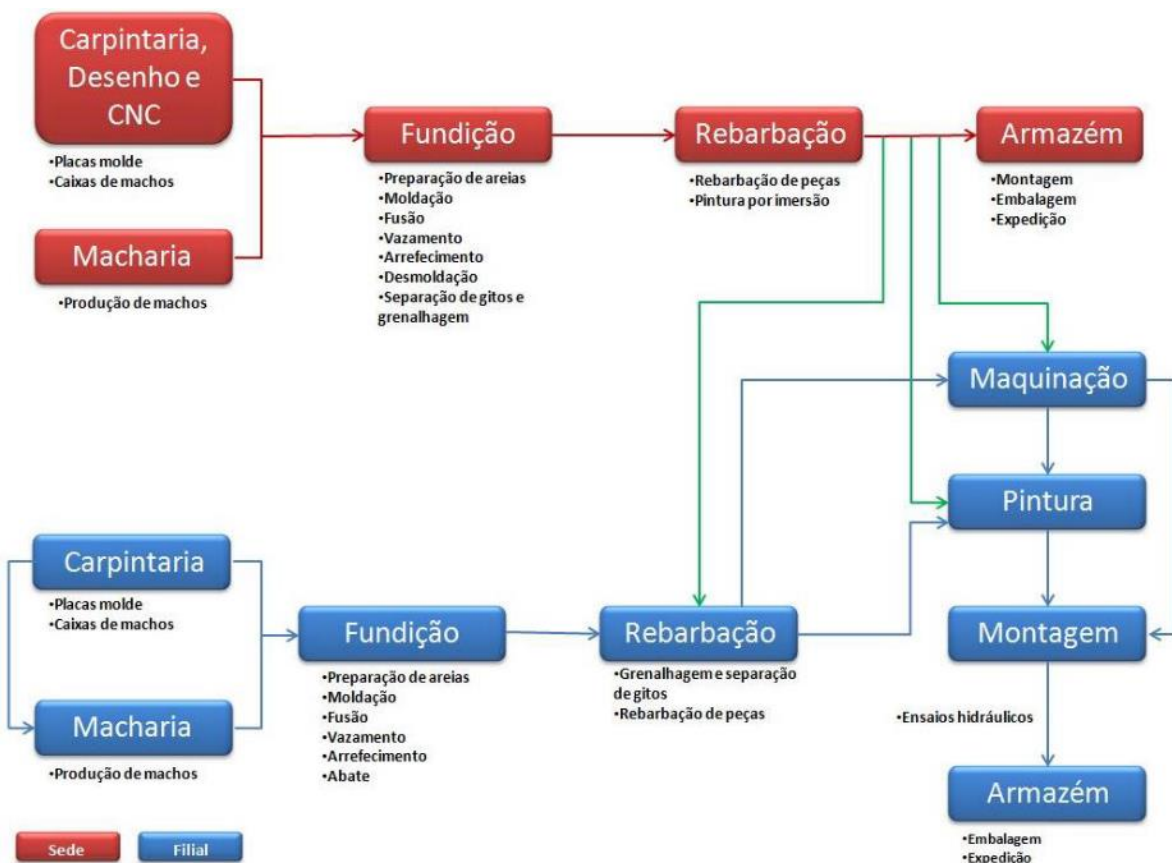 Carpintaria,
Desenho e
CNC
•Placas molde
•Caixas de machos
Macharia
•Produção de machos
Fundição
•Preparação de areias
•Moldação
•Fusão
•Vazamento
•Arrefecimento
•Desmoldação
•Separação de gitos e
grenalhagem
Rebarbação
•Rebarbação de peças
•Pintura por imersão
Armazém
•Montagem
•Embalagem
•Expedição
Maquinação
Pintura
Carpintaria
•Placas molde
•Caixas de machos
Macharia
•Produção de machos
Fundição
•Preparação de areias
•Moldação
•Fusão
•Vazamento
•Arrefecimento
•Abate
Rebarbação
•Grenalhagem e separação
de gitos
•Rebarbação de peças
Montagem
•Ensaios hidráulicos
Armazém
•Embalagem
•Expedição
Sede
Filial